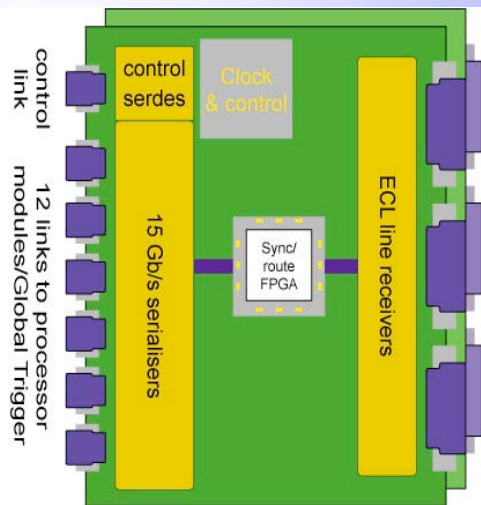 control
link
12 links to processor
modules/Global Trigger
control
serdes
15 Gb/s serialisers
Clock
& control
Sync/
route
FPGA
ECL line receivers